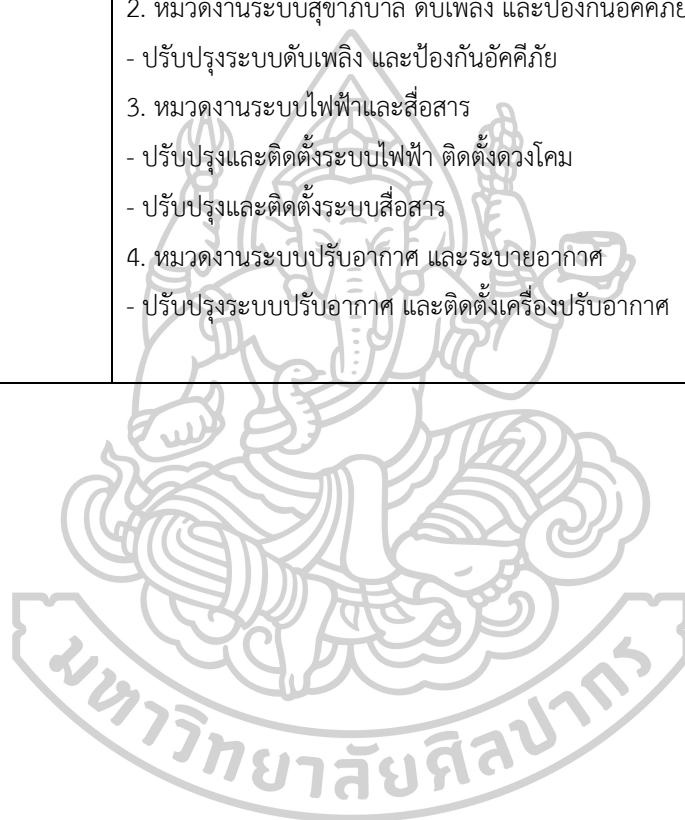 2. หมวดงานระบบสุขาภิบาล ดับเพลิง และป้องกันอัคคีภัย
- ปรับปรุงระบบดับเพลิง และป้องกันอัคคีภัย
3. หมวดงานระบบไฟฟ้าและสื่อสาร
- ปรับปรุงและติดตั้งระบบไฟฟ้า ติดตั้งดวงโคม
- ปรับปรุงและติดตั้งระบบสื่อสาร
4. หมวดงานระบบปรับอากาศ และระบายอากาศ
- ปรับปรุงระบบปรับอากาศ และติดตั้งเครื่องปรับอากาศ
มหาวิทยาลัยศิลปากร